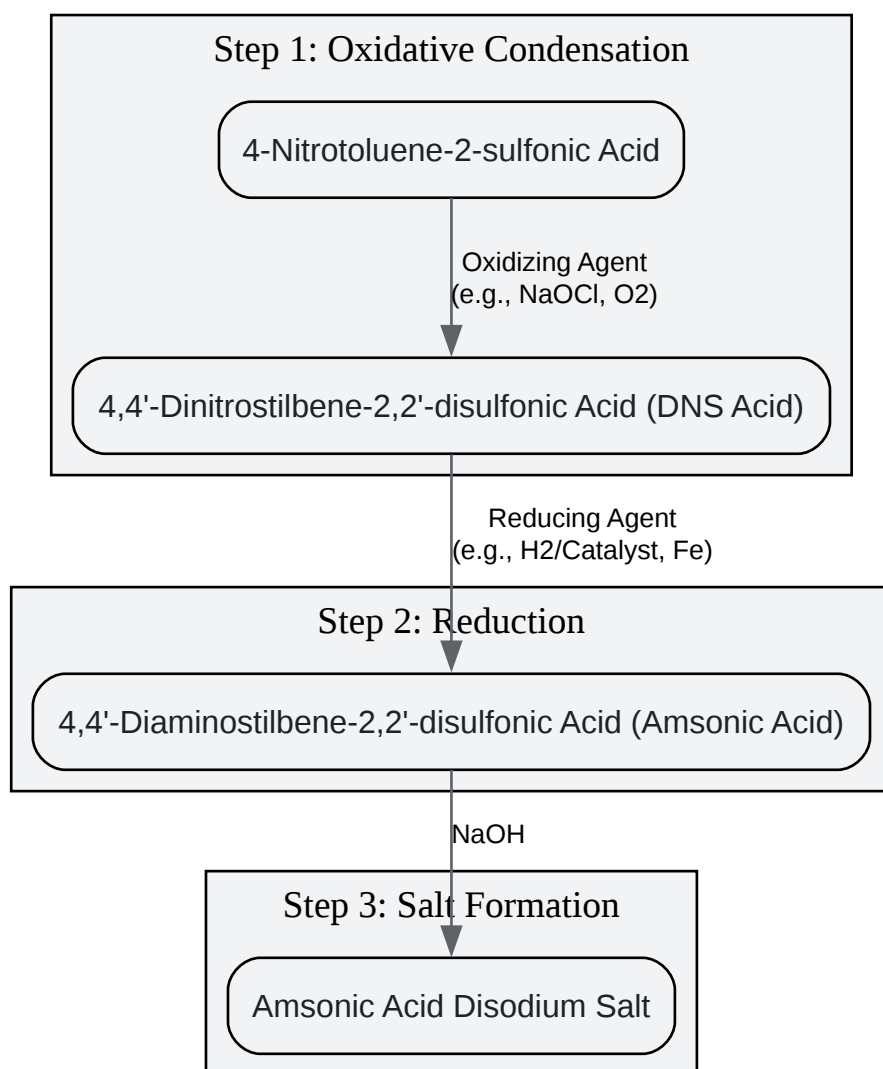 Step 1: Oxidative Condensation
4-Nitrotoluene-2-sulfonic Acid
Oxidizing Agent
(e.g., NaOCl, O2)
4,4'-Dinitrostilbene-2,2'-disulfonic Acid (DNS Acid)
Reducing Agent
(e.g., H2/Catalyst, Fe)
Step 2: Reduction
4,4'-Diaminostilbene-2,2'-disulfonic Acid (Amsonic Acid)
NaOH
Step 3: Salt Formation
Amsonic Acid Disodium Salt